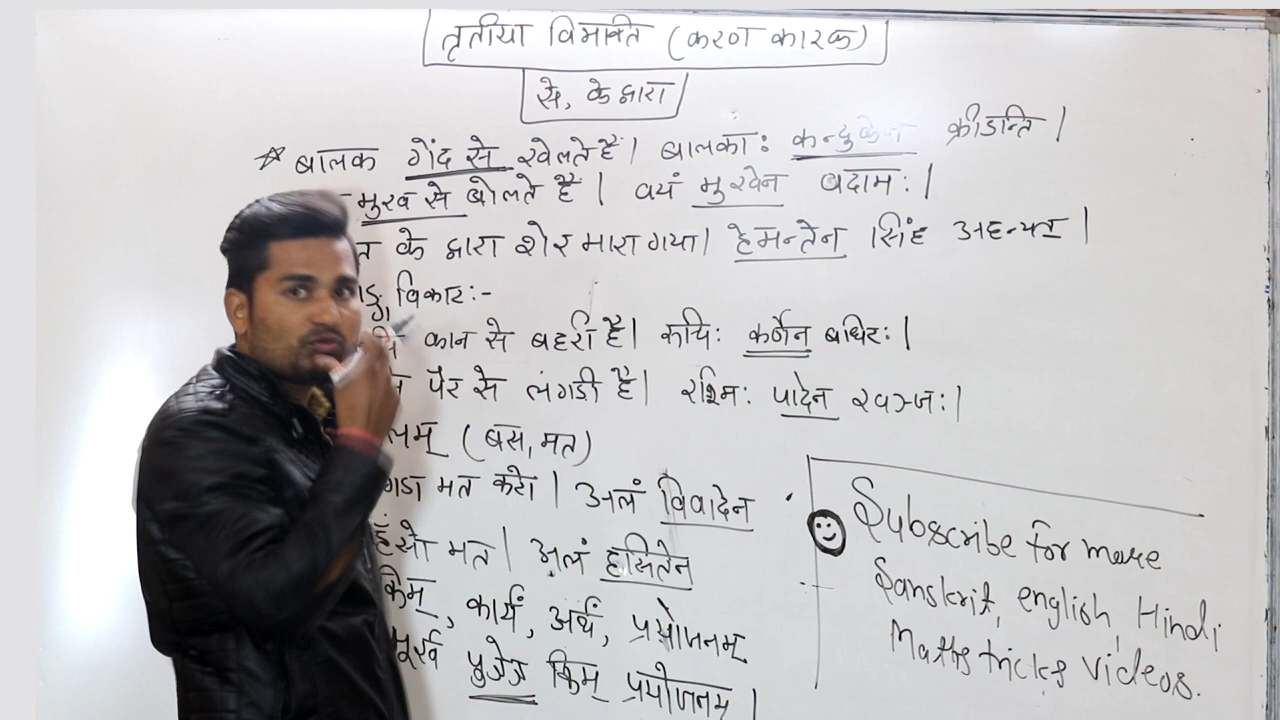 तृतीया विभक्ति (करण कारक)
से, के द्वारा
☆ बालक गेंद से खेलते हैं। बालका: कन्दुकेन क्रीडन्ति।
मुख से बोलते हैं। वयं मुखेन वदाम:।
के द्वारा शेर मारा गया। हेमन्तेन सिंह अहन्यत।
विकार:-
कान से बहरी है। रूचि: कर्णेन बधिर:।
पैर से लंगडी है। रश्मि: पादेन खञ्ज:।
लम् (बस, मत)
गडा मत करो। अलं विवादेन
हँसो मत। अलं हसितेन
किम्, कार्यं, अर्थं, प्रयोजनम्
मूर्ख पुत्रेण किम् प्रयोजनम्।
Subscribe for more
Sanskrit, english, Hindi
Maths tricks videos.